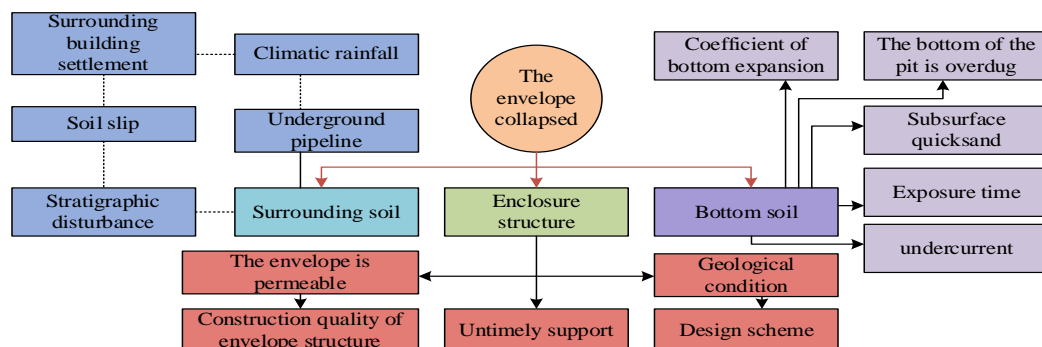 Surrounding
building
settlement
Climatic rainfall
The
envelope
collapsed
Coefficient of
bottom expansion
The bottom of the
pit is overdug
Soil slip
Underground
pipeline
Subsurface
quicksand
Stratigraphic
disturbance
Surrounding soil
Enclosure
structure
Bottom soil
Exposure time
undercurrent
The envelope is
permeable
Geological
condition
Construction quality of
envelope structure
Untimely support
Design scheme